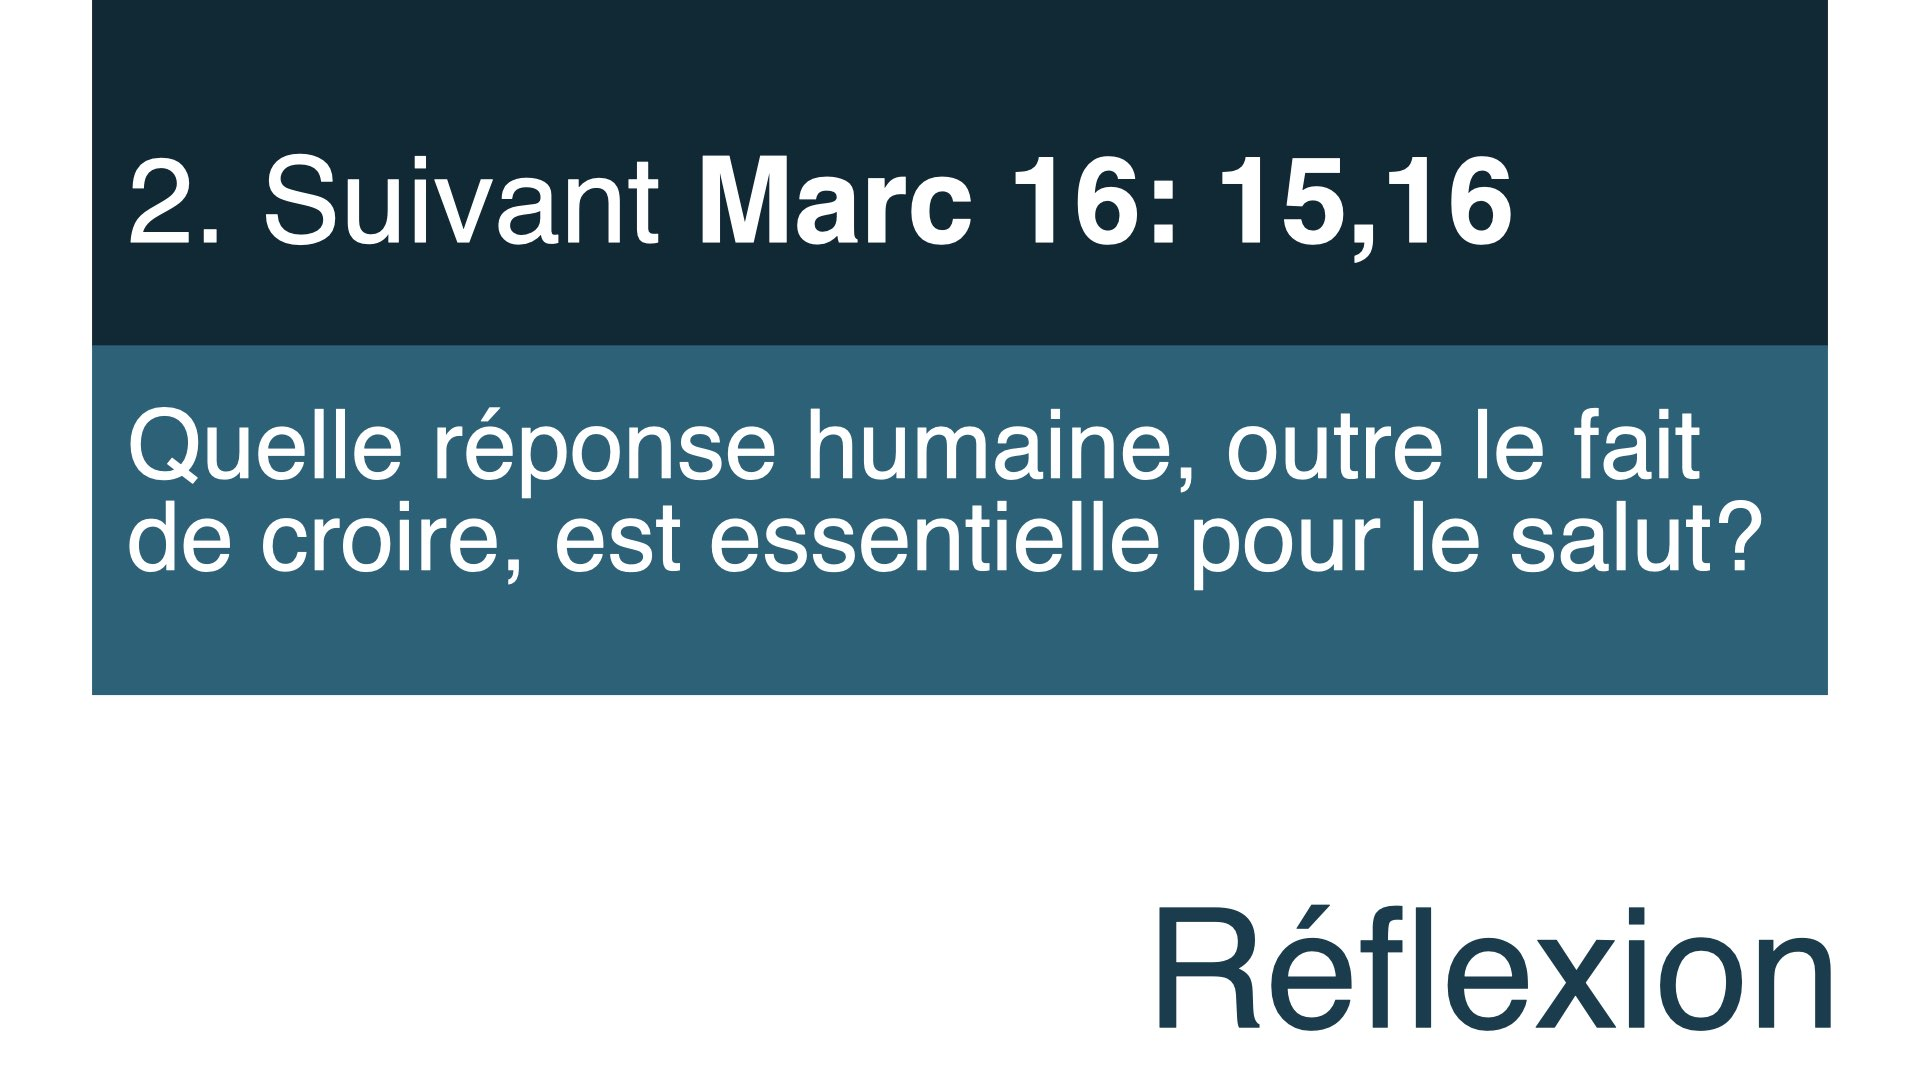 2. Suivant Marc 16: 15,16
Quelle réponse humaine, outre le fait
de croire, est essentielle pour le salut?
Réflexion